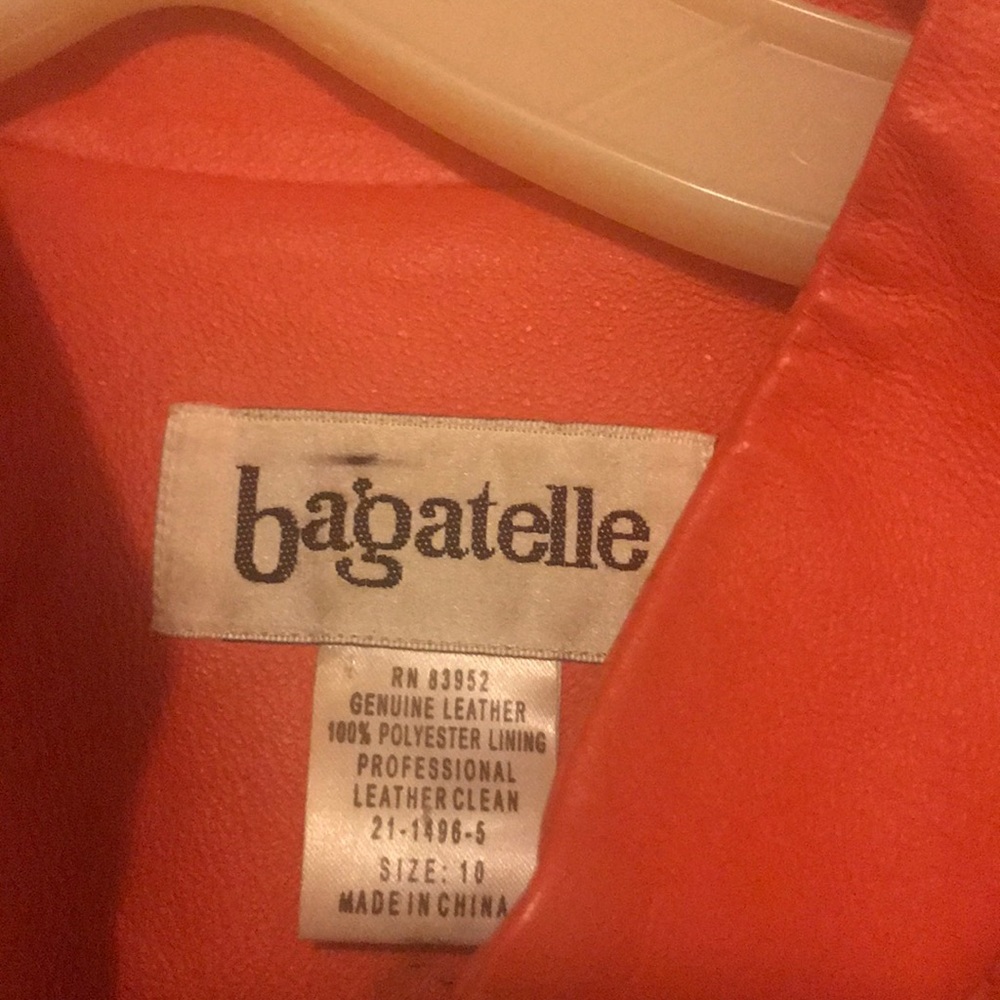 bagatelle
RN 83952
GENUINE LEATHER
100% POLYESTER LINING
PROFESSIONAL
LEATHER CLEAN
21-1496-5
SIZE: 10
MADE IN CHINA